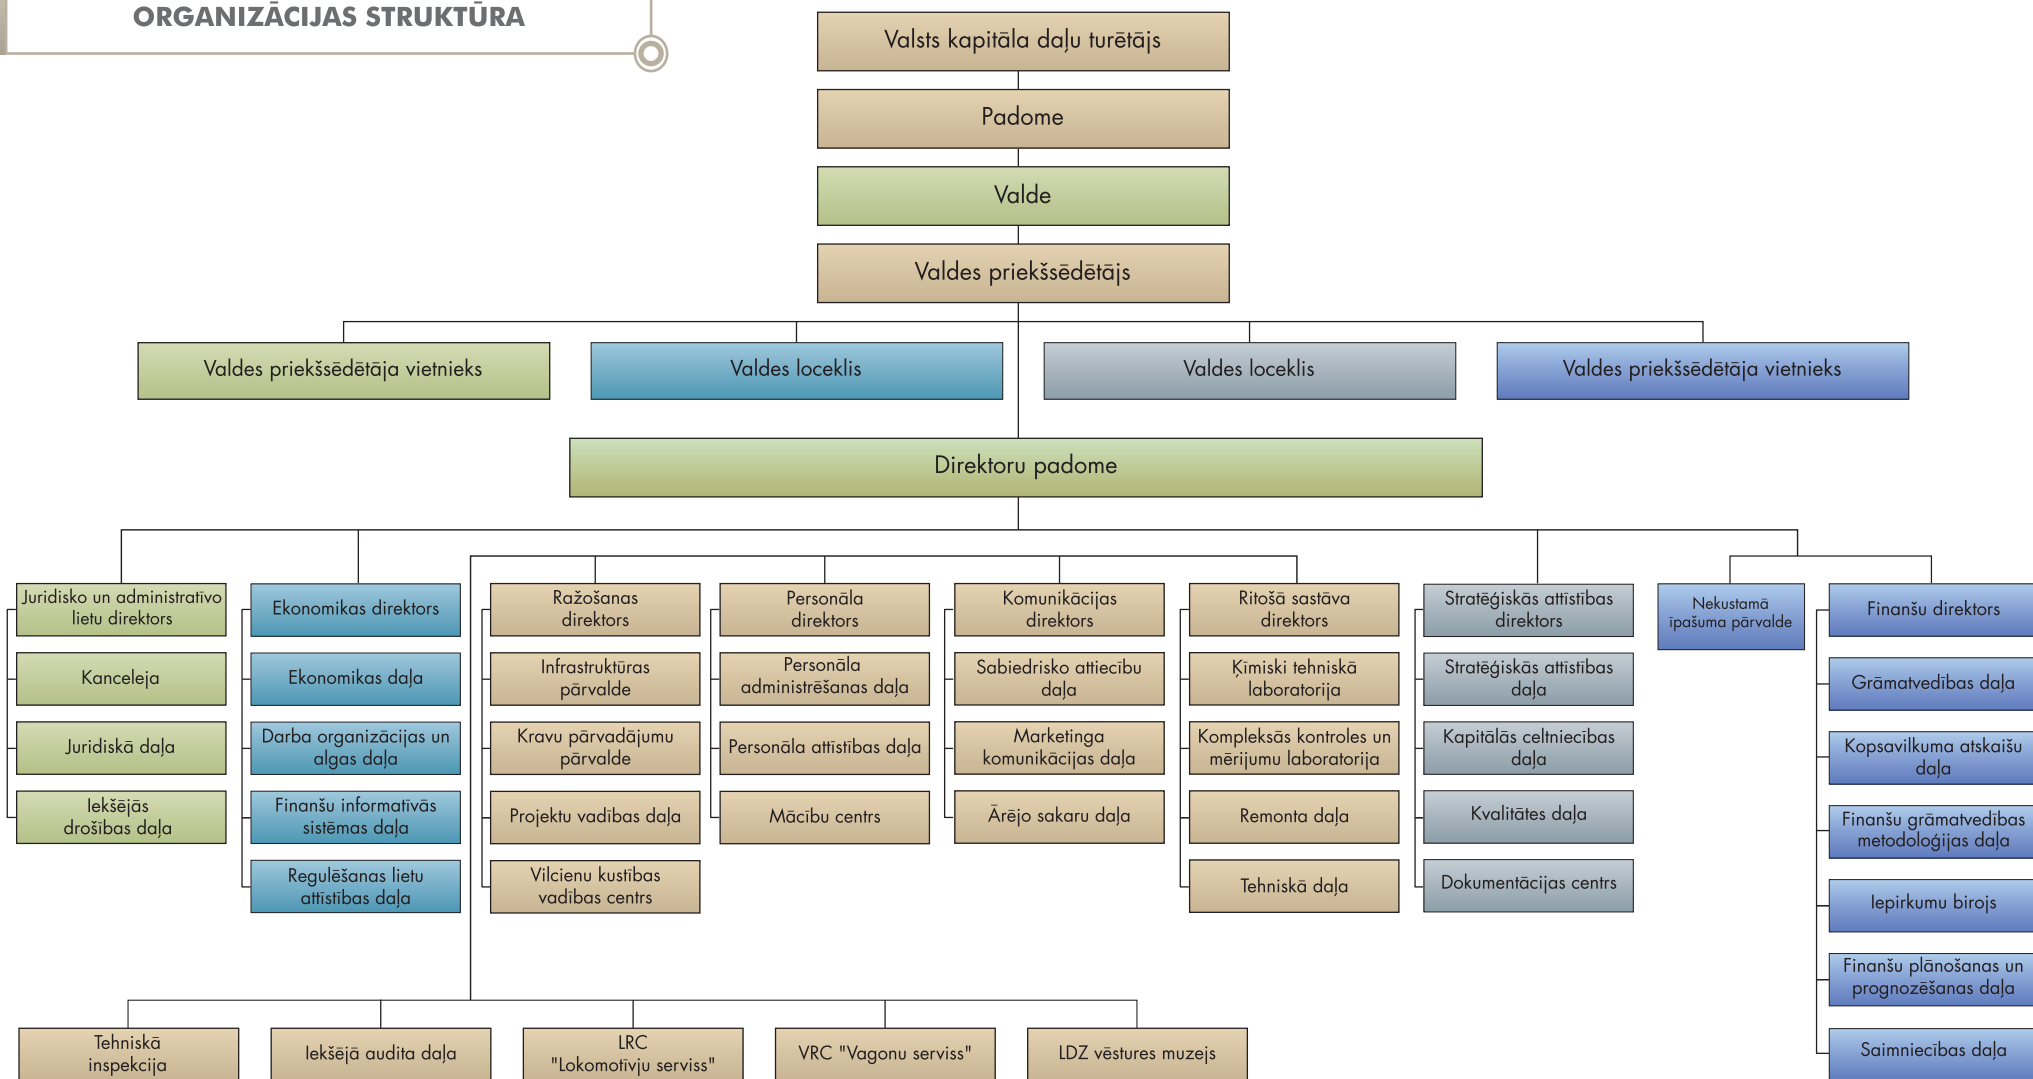 ORGANIZĀCIJAS STRUKTŪRA
Valsts kapitāla daļu turētājs
Padome
Valde
Valdes priekšsēdētājs
Valdes priekšsēdētāja vietnieks
Valdes loceklis
Valdes loceklis
Valdes priekšsēdētāja vietnieks
Direktoru padome
Juridisko un administratīvo
lietu direktors
Kanceleja
Juridiskā daļa
Iekšējās
drošības daļa
Ekonomikas direktors
Ekonomikas daļa
Darba organizācijas un
algas daļa
Finanšu informatīvās
sistēmas daļa
Regulēšanas lietu
attīstības daļa
Ražošanas
direktors
Infrastruktūras
pārvalde
Kravu pārvadājumu
pārvalde
Projektu vadības daļa
Vilcienu kustības
vadības centrs
Personāla
direktors
Personāla
administrēšanas daļa
Personāla attīstības daļa
Mācību centrs
Komunikācijas
direktors
Sabiedrisko attiecību
daļa
Marketinga
komunikācijas daļa
Ārējo sakaru daļa
Ritošā sastāva
direktors
Ķīmiski tehniskā
laboratorija
Kompleksās kontroles un
mērijumu laboratorija
Remonta daļa
Tehniskā daļa
Stratēģiskās attīstības
direktors
Stratēģiskās attīstības
daļa
Kapitālās celtniecības
daļa
Kvalitātes daļa
Dokumentācijas centrs
Nekustamā
īpašuma pārvalde
Finanšu direktors
Grāmatvedības daļa
Kopsavilkuma atskaišu
daļa
Finanšu grāmatvedības
metodoloģijas daļa
Iepirkumu birojs
Finanšu plānošanas un
prognozēšanas daļa
Saimniecības daļa
Tehniskā
inspekcija
Iekšējā audita daļa
LRC
"Lokomotīvju serviss"
VRC "Vagonu serviss"
LDZ vēstures muzejs